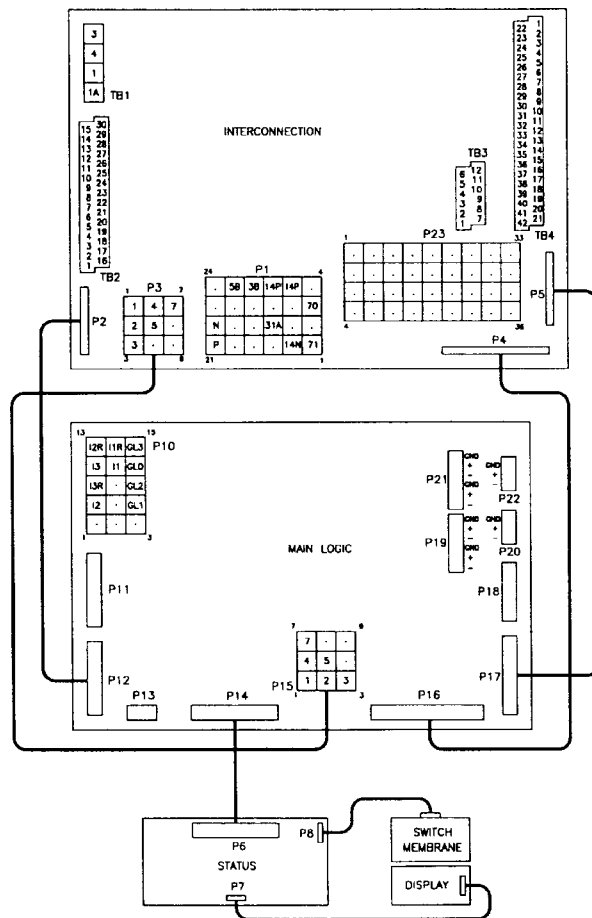 3
4
1
1A
TB1
INTERCONNECTION
22 1
23 2
24 3
25 4
26 5
27 6
28 7
29 8
30 9
31 10
32 11
33 12
34 13
35 14
36 15
37 16
38 17
39 18
40 19
41 20
42 21
TB4
15 30
14 29
13 28
12 27
11 26
10 25
9 24
8 23
7 22
6 21
5 20
4 19
3 18
2 17
1 16
TB2
TB3
6 12
5 11
4 10
3 9
2 8
1 7
P23
1 33
4 36
P5
P2
P3
1 7
1 4 7
2 5 .
3 . .
3
P1
24 4
. 5B 3B 14P 14P .
. . . . . 70
N . . 31A . .
P . . . 14N 71
21 1
P4
13 15
I2R I1R GL3
I3 I1 GL0
I3R . GL2
I2 . GL1
. . .
1 3
P10
P21
GND
+
-
GND
+
-
GND
+
-
P22
P19
GND
+
-
GND
+
-
GND
+
-
P20
MAIN LOGIC
P11
P18
P12
P13
P14
P15
7 9
7 . .
4 5 .
1 2 3
1 3
P16
P17
P6
P8
STATUS
P7
SWITCH
MEMBRANE
DISPLAY